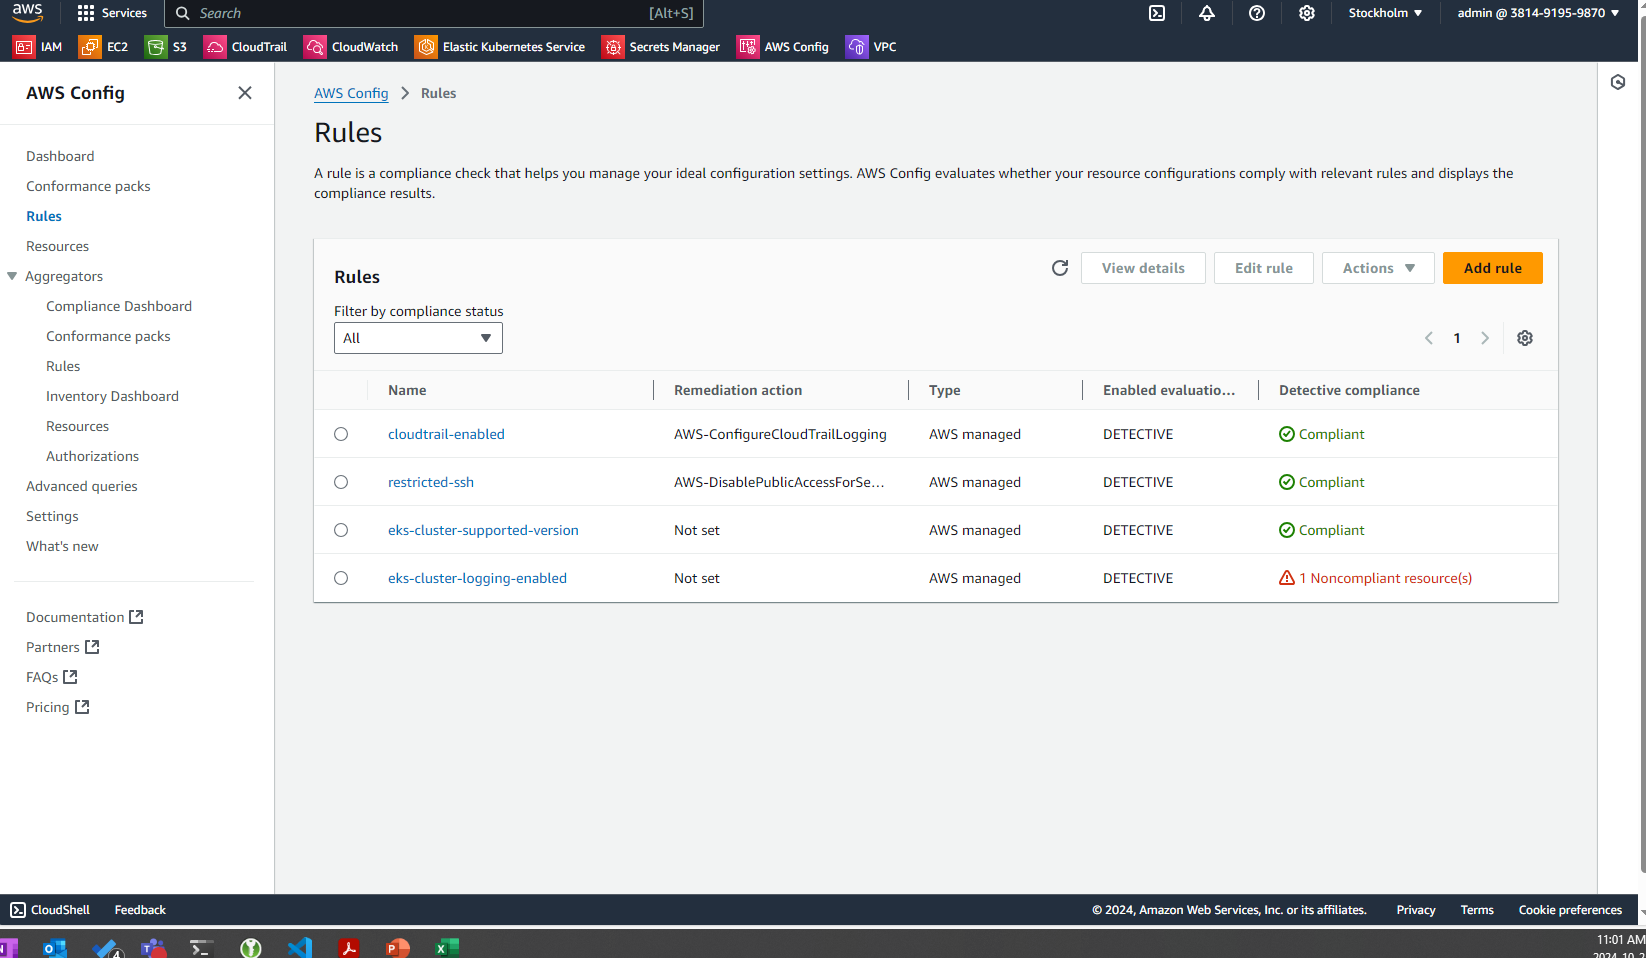 aws
Services
Search
[Alt+S]
Stockholm
admin @ 3814-9195-9870
IAM
EC2
S3
CloudTrail
CloudWatch
Elastic Kubernetes Service
Secrets Manager
AWS Config
VPC
AWS Config
Dashboard
Conformance packs
Rules
Resources
Aggregators
Compliance Dashboard
Conformance packs
Rules
Inventory Dashboard
Resources
Authorizations
Advanced queries
Settings
What's new
Documentation
Partners
FAQs
Pricing
AWS Config > Rules
Rules
A rule is a compliance check that helps you manage your ideal configuration settings. AWS Config evaluates whether your resource configurations comply with relevant rules and displays the
compliance results.
Rules
View details
Edit rule
Actions
Add rule
Filter by compliance status
All
1
Name Remediation action Type Enabled evaluatio... Detective compliance
cloudtrail-enabled AWS-ConfigureCloudTrailLogging AWS managed DETECTIVE Compliant
restricted-ssh AWS-DisablePublicAccessForSe... AWS managed DETECTIVE Compliant
eks-cluster-supported-version Not set AWS managed DETECTIVE Compliant
eks-cluster-logging-enabled Not set AWS managed DETECTIVE 1 Noncompliant resource(s)
CloudShell
Feedback
© 2024, Amazon Web Services, Inc. or its affiliates.
Privacy
Terms
Cookie preferences
4
11:01 AM